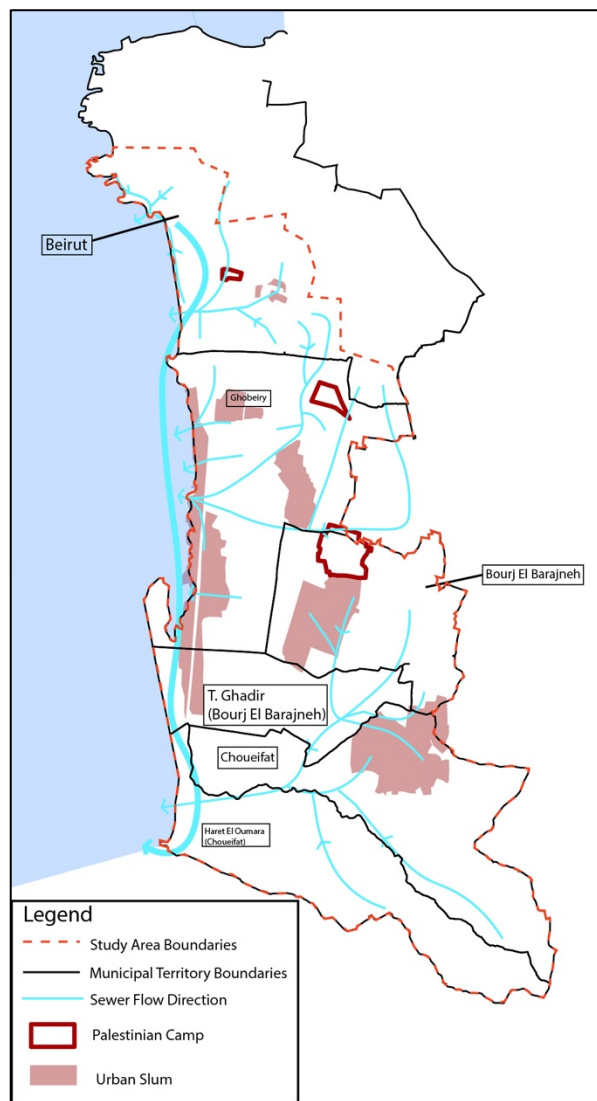 Beirut
Ghobeiry
Bourj El Barajneh
T. Ghadir
(Bourj El Barajneh)
Choueifat
Haret El Oumara
(Choueifat)
Legend
Study Area Boundaries
Municipal Territory Boundaries
Sewer Flow Direction
Palestinian Camp
Urban Slum